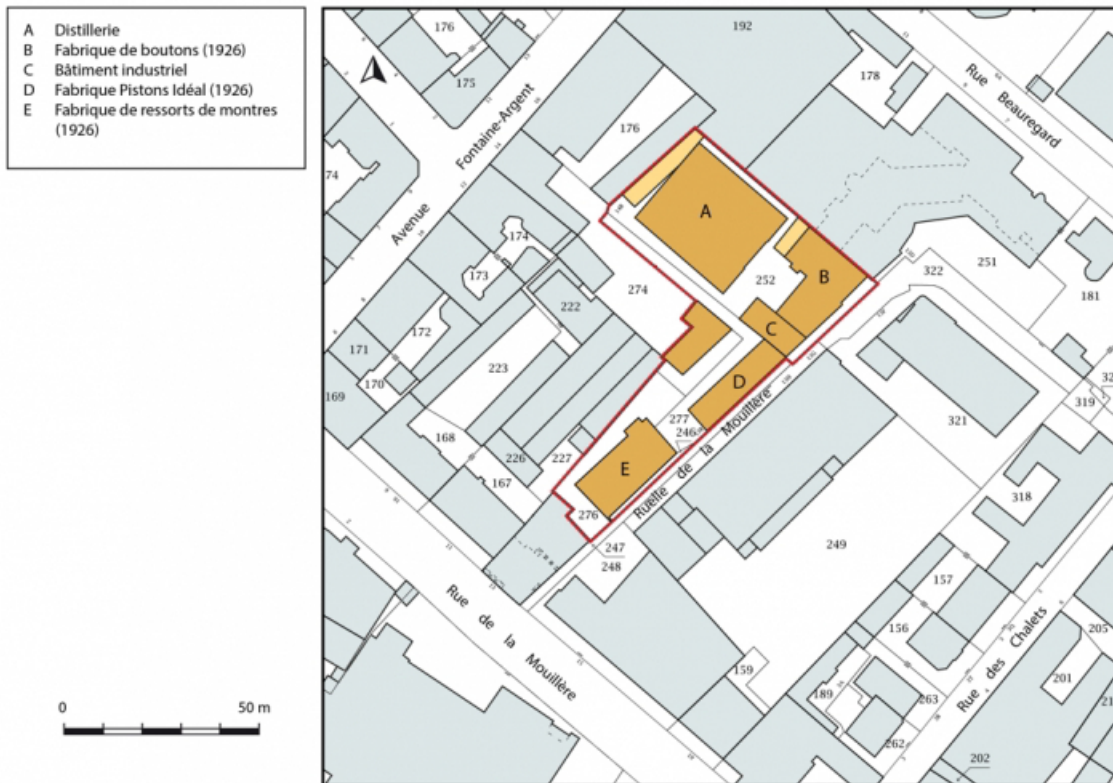 A Distillerie
B Fabrique de boutons (1926)
C Bâtiment industriel
D Fabrique Pistons Idéal (1926)
E Fabrique de ressorts de montres
(1926)
0 50 m
192
176
175
178
Rue Beauregard
Avenue Fontaine-Argent
176
74
A
174
173
274
252
B
251
322
181
222
172
171
C
170
223
169
D
319
321
277
246
168
226
227
167
E
Ruelle de la Mouillère
276
318
247
248
249
157
Rue de la Mouillère
156
205
159
201
189
263
Rue des Chalets
262
202